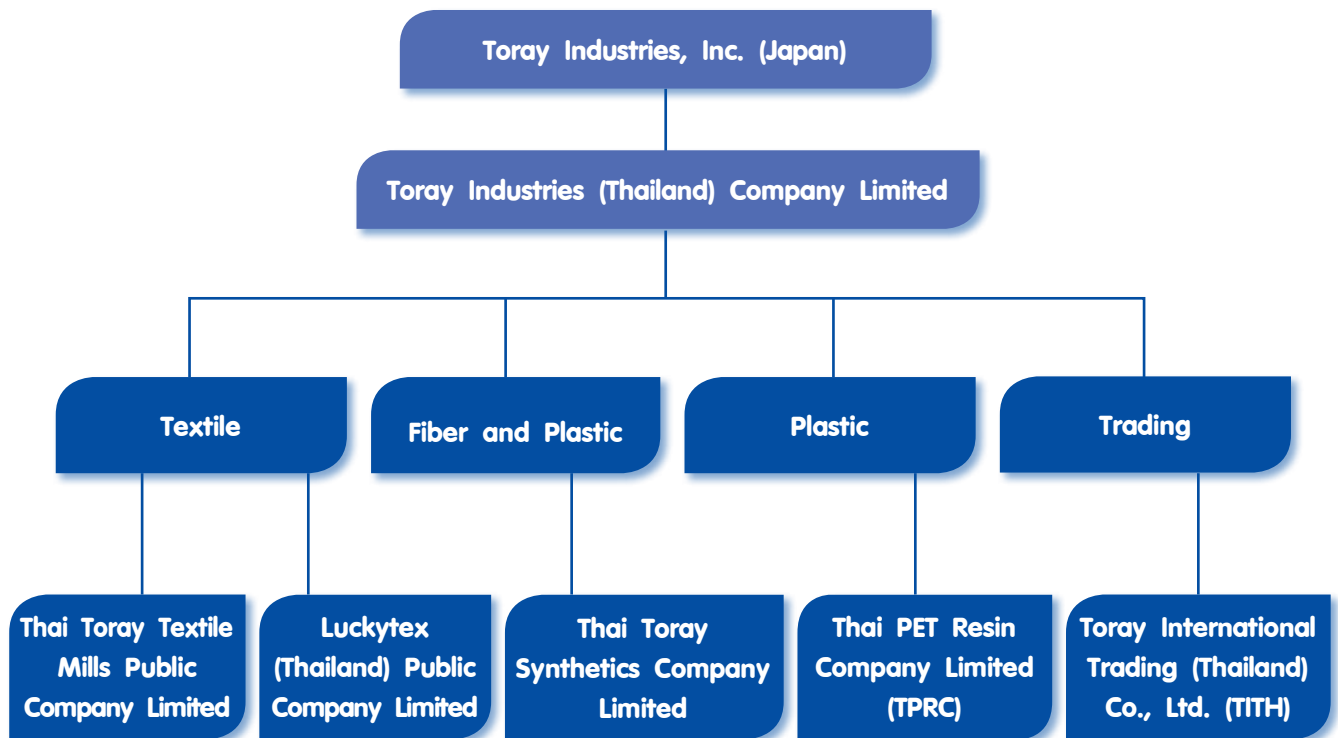 Toray Industries, Inc. (Japan)
Toray Industries (Thailand) Company Limited
Textile
Fiber and Plastic
Plastic
Trading
Thai Toray Textile
Mills Public
Company Limited
Luckytex
(Thailand) Public
Company Limited
Thai Toray
Synthetics Company
Limited
Thai PET Resin
Company Limited
(TPRC)
Toray International
Trading (Thailand)
Co., Ltd. (TITH)